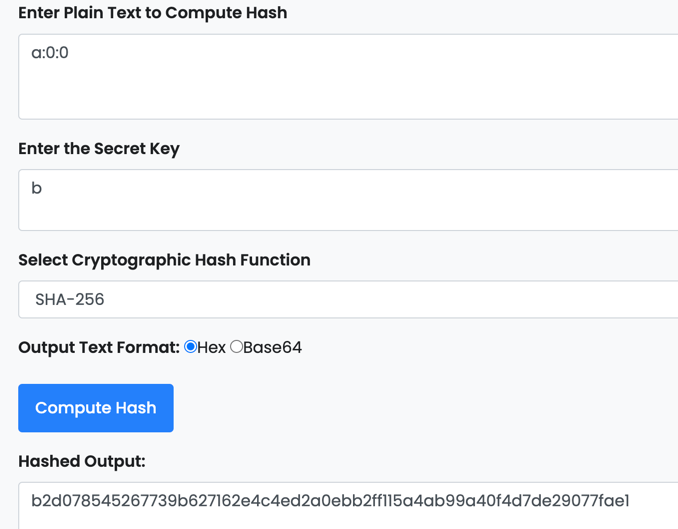 Enter Plain Text to Compute Hash
a:0:0
Enter the Secret Key
b
Select Cryptographic Hash Function
SHA-256
Output Text Format: Hex Base64
Compute Hash
Hashed Output:
b2d078545267739b627162e4c4ed2a0ebb2ff115a4ab99a40f4d7de29077fae1